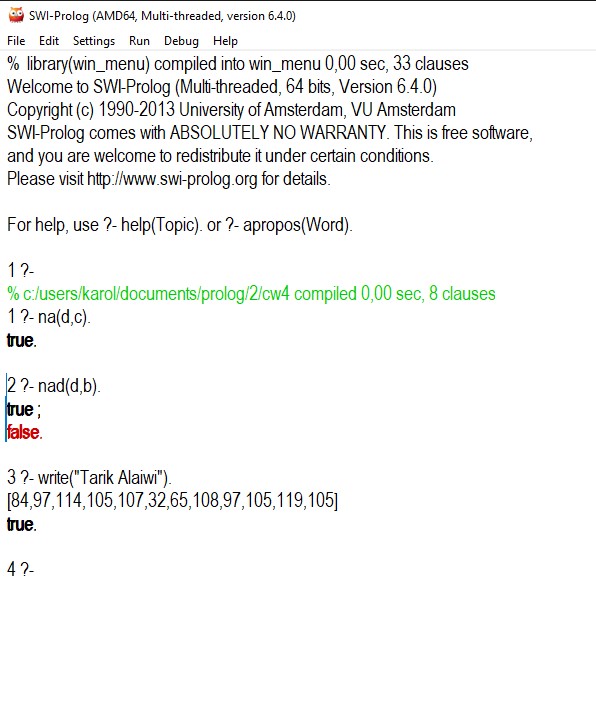 SWI-Prolog (AMD64, Multi-threaded, version 6.4.0)
File Edit Settings Run Debug Help
% library(win_menu) compiled into win_menu 0,00 sec, 33 clauses
Welcome to SWI-Prolog (Multi-threaded, 64 bits, Version 6.4.0)
Copyright (c) 1990-2013 University of Amsterdam, VU Amsterdam
SWI-Prolog comes with ABSOLUTELY NO WARRANTY. This is free software,
and you are welcome to redistribute it under certain conditions.
Please visit http://www.swi-prolog.org for details.
For help, use ?- help(Topic). or ?- apropos(Word).
1 ?-
% c:/users/karol/documents/prolog/2/cw4 compiled 0,00 sec, 8 clauses
1 ?- na(d,c).
true.
2 ?- nad(d,b).
true ;
false.
3 ?- write("Tarik Alaiwi").
[84,97,114,105,107,32,65,108,97,105,119,105]
true.
4 ?-